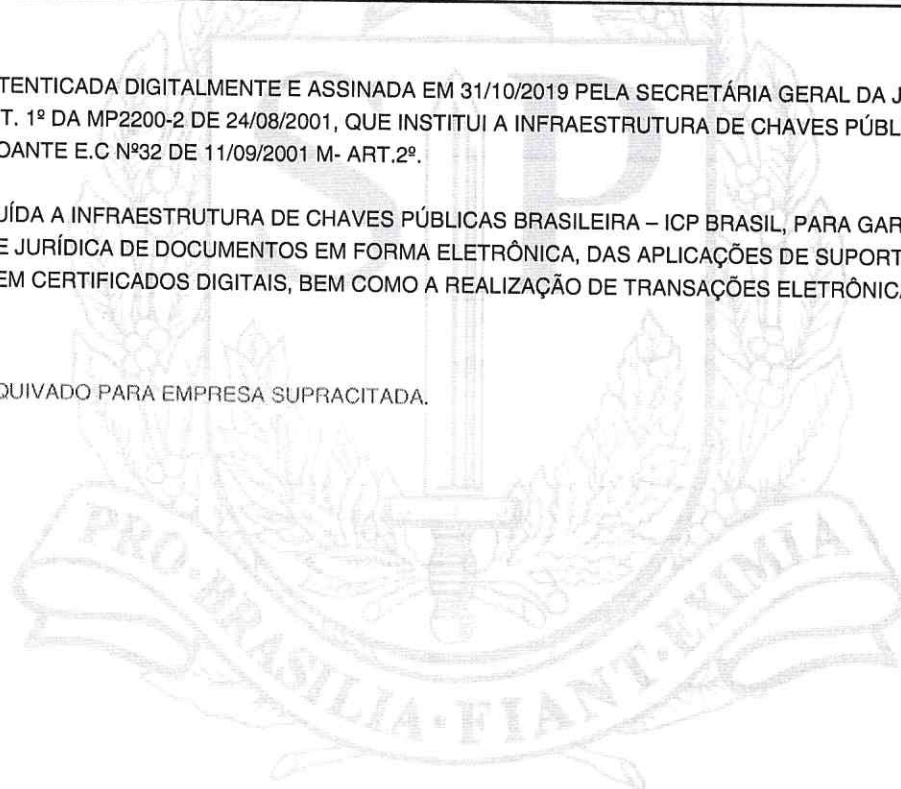 TENTICADA DIGITALMENTE E ASSINADA EM 31/10/2019 PELA SECRETÁRIA GERAL DA J
T. 1º DA MP2200-2 DE 24/08/2001, QUE INSTITUI A INFRAESTRUTURA DE CHAVES PÚBL
DANTE E.C Nº32 DE 11/09/2001 M- ART.2º.
UÍDA A INFRAESTRUTURA DE CHAVES PÚBLICAS BRASILEIRA – ICP BRASIL, PARA GAR
E JURÍDICA DE DOCUMENTOS EM FORMA ELETRÔNICA, DAS APLICAÇÕES DE SUPORT
EM CERTIFICADOS DIGITAIS, BEM COMO A REALIZAÇÃO DE TRANSAÇÕES ELETRÔNICA
QUIVADO PARA EMPRESA SUPRACITADA.
SP
PRO·BRASILIA·FIANT·EXIMIA